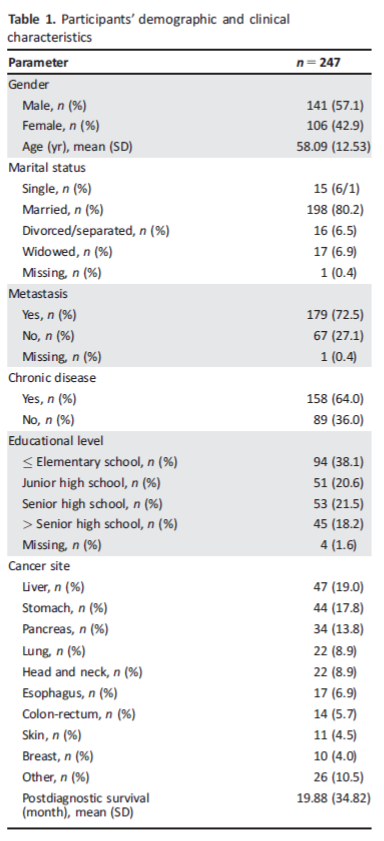 Table 1. Participants' demographic and clinical
characteristics
Parameter n = 247
Gender
Male, n (%) 141 (57.1)
Female, n (%) 106 (42.9)
Age (yr), mean (SD) 58.09 (12.53)
Marital status
Single, n (%) 15 (6/1)
Married, n (%) 198 (80.2)
Divorced/separated, n (%) 16 (6.5)
Widowed, n (%) 17 (6.9)
Missing, n (%) 1 (0.4)
Metastasis
Yes, n (%) 179 (72.5)
No, n (%) 67 (27.1)
Missing, n (%) 1 (0.4)
Chronic disease
Yes, n (%) 158 (64.0)
No, n (%) 89 (36.0)
Educational level
≤ Elementary school, n (%) 94 (38.1)
Junior high school, n (%) 51 (20.6)
Senior high school, n (%) 53 (21.5)
> Senior high school, n (%) 45 (18.2)
Missing, n (%) 4 (1.6)
Cancer site
Liver, n (%) 47 (19.0)
Stomach, n (%) 44 (17.8)
Pancreas, n (%) 34 (13.8)
Lung, n (%) 22 (8.9)
Head and neck, n (%) 22 (8.9)
Esophagus, n (%) 17 (6.9)
Colon-rectum, n (%) 14 (5.7)
Skin, n (%) 11 (4.5)
Breast, n (%) 10 (4.0)
Other, n (%) 26 (10.5)
Postdiagnostic survival 19.88 (34.82)
(month), mean (SD)